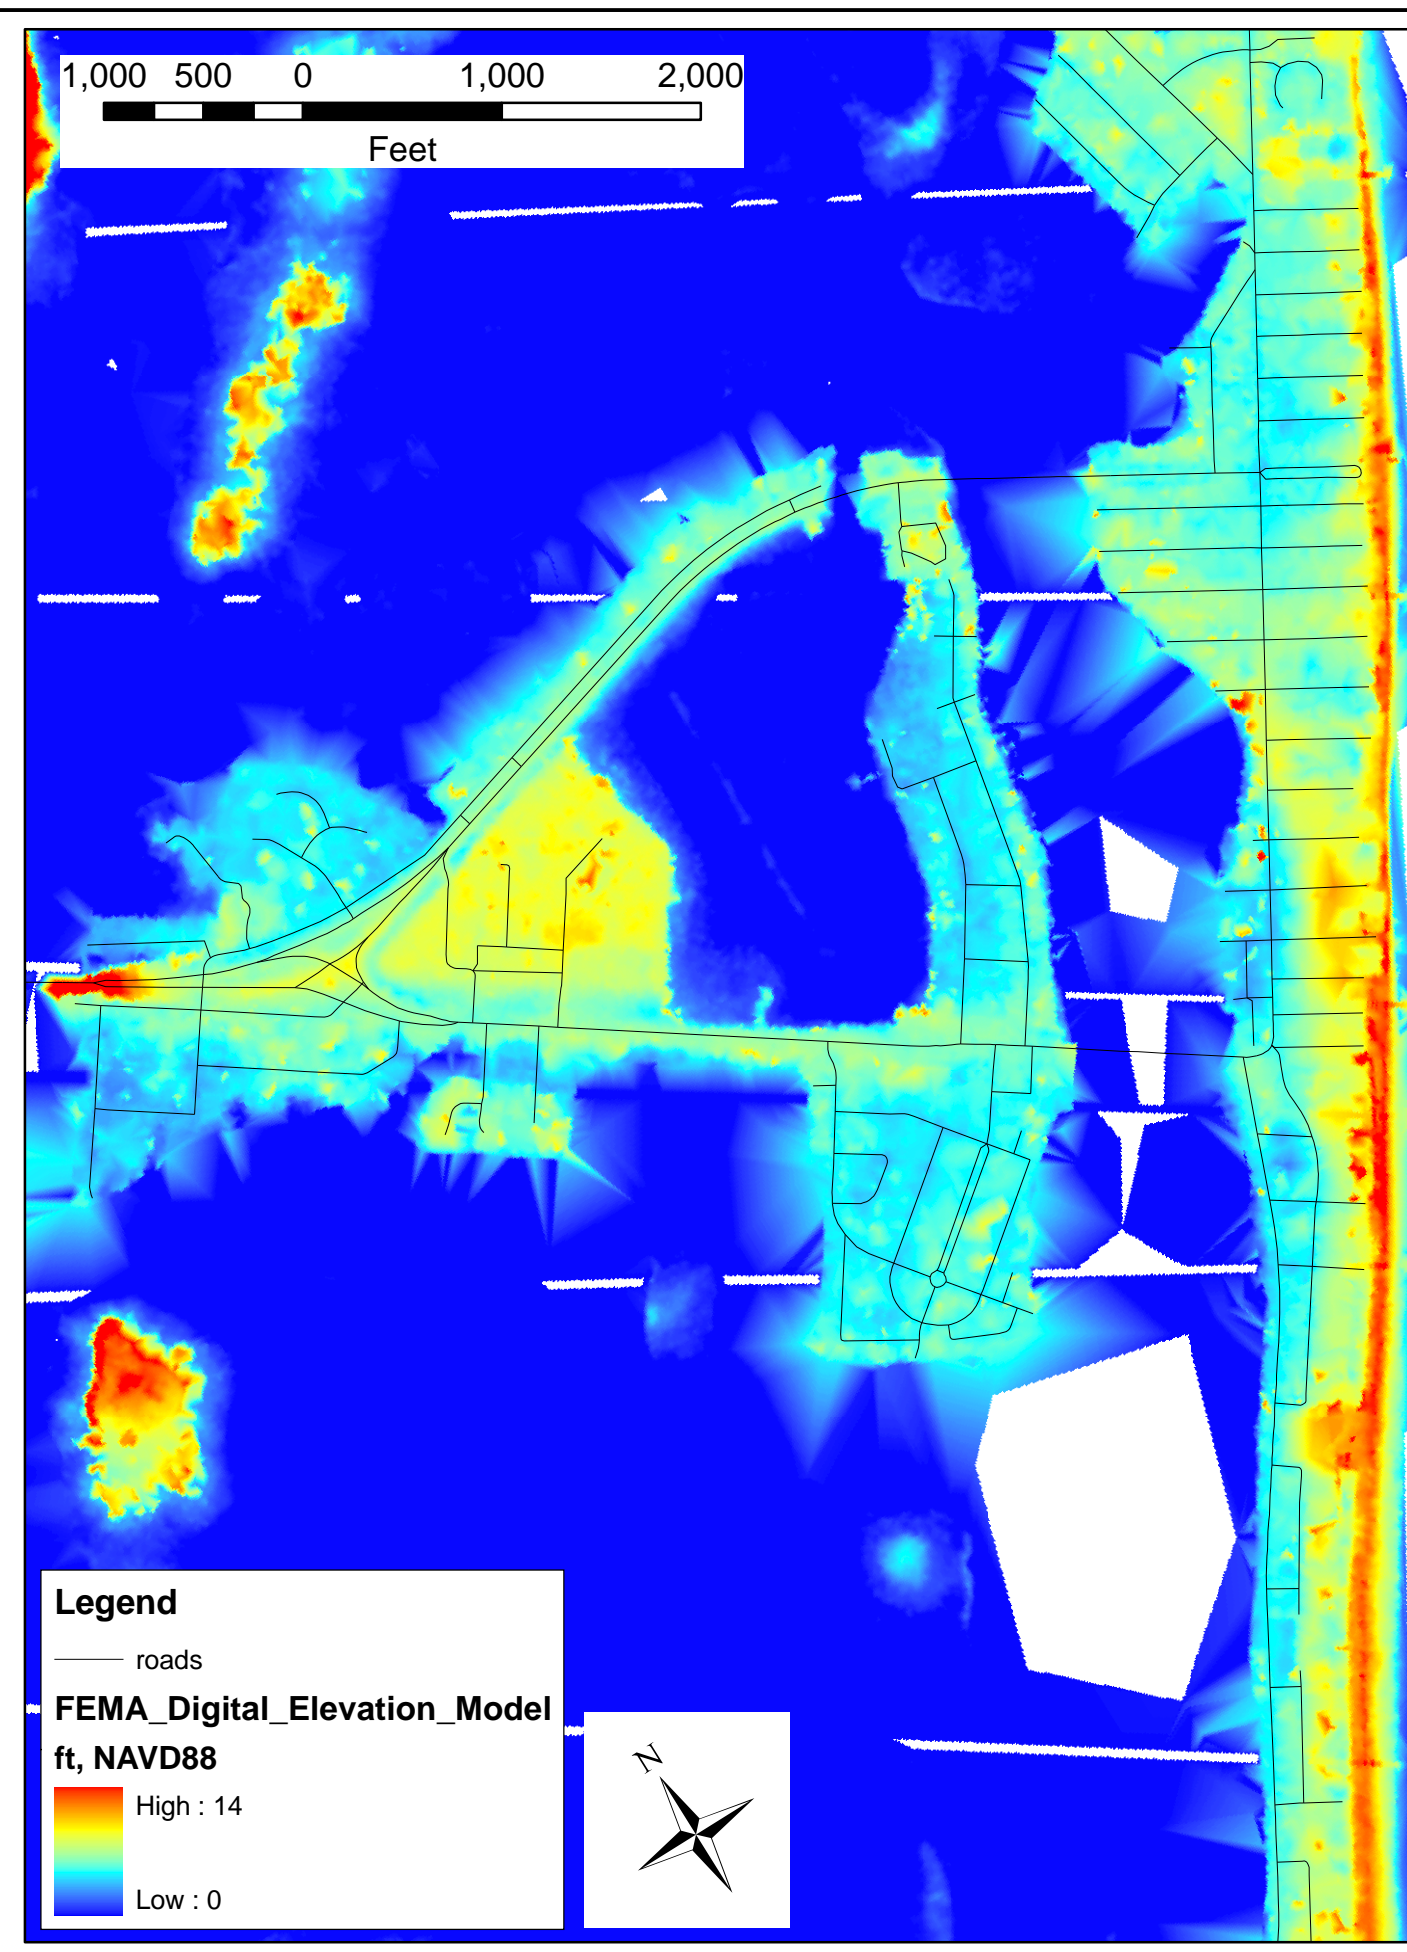 1,000 500 0 1,000 2,000
Feet
N
Legend
roads
FEMA_Digital_Elevation_Model
ft, NAVD88
High : 14
Low : 0